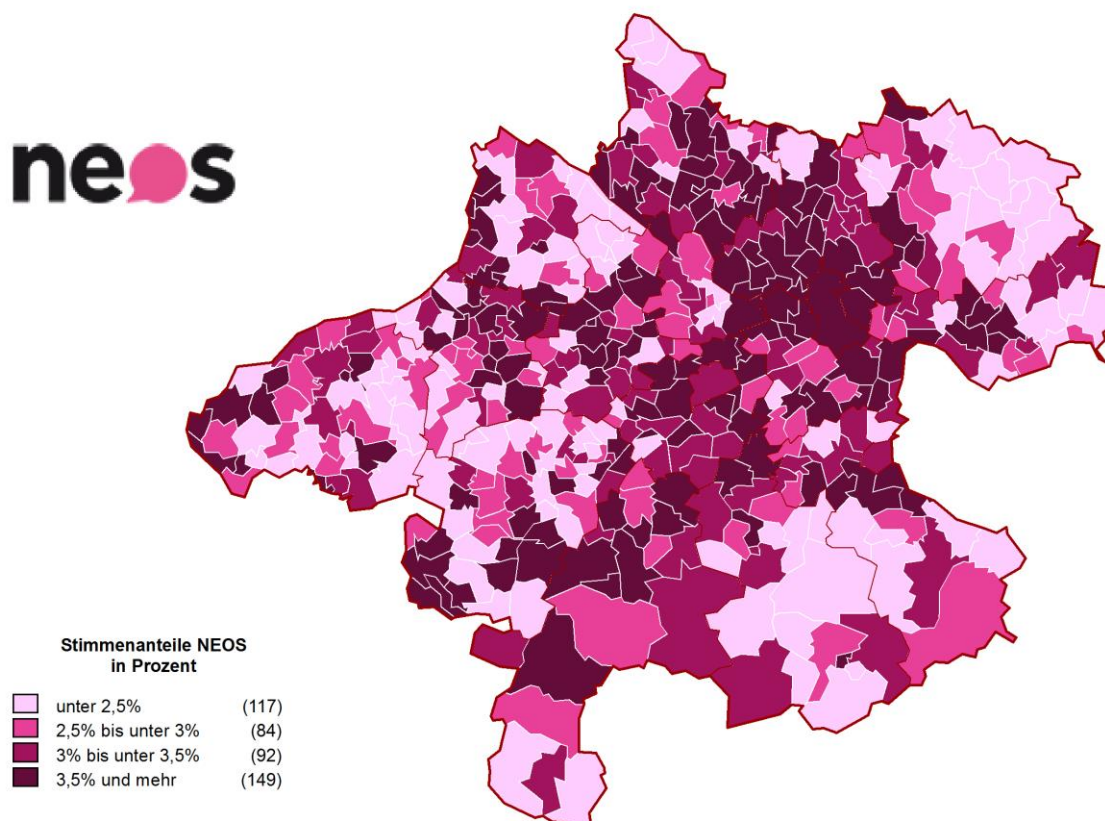 neos
Stimmenanteile NEOS
in Prozent
unter 2,5% (117)
2,5% bis unter 3% (84)
3% bis unter 3,5% (92)
3,5% und mehr (149)